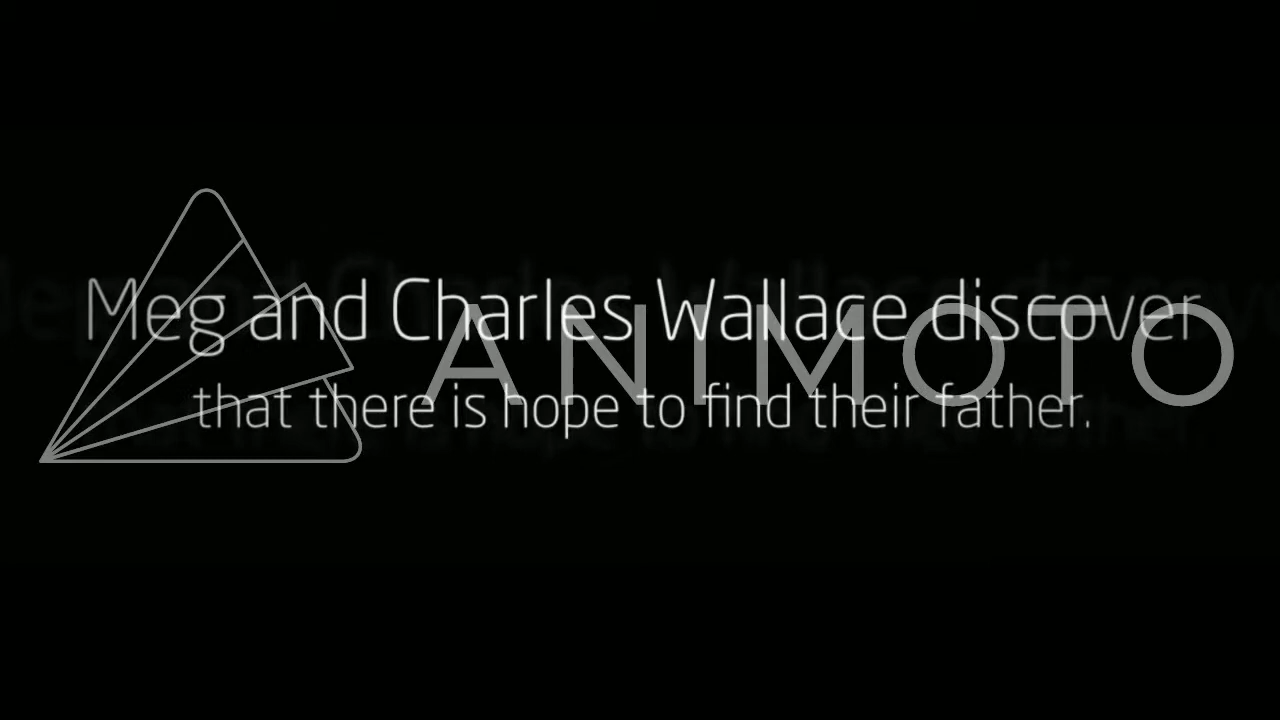 Meg and Charles Wallace discover
ANIMOTO
that there is hope to find their father.